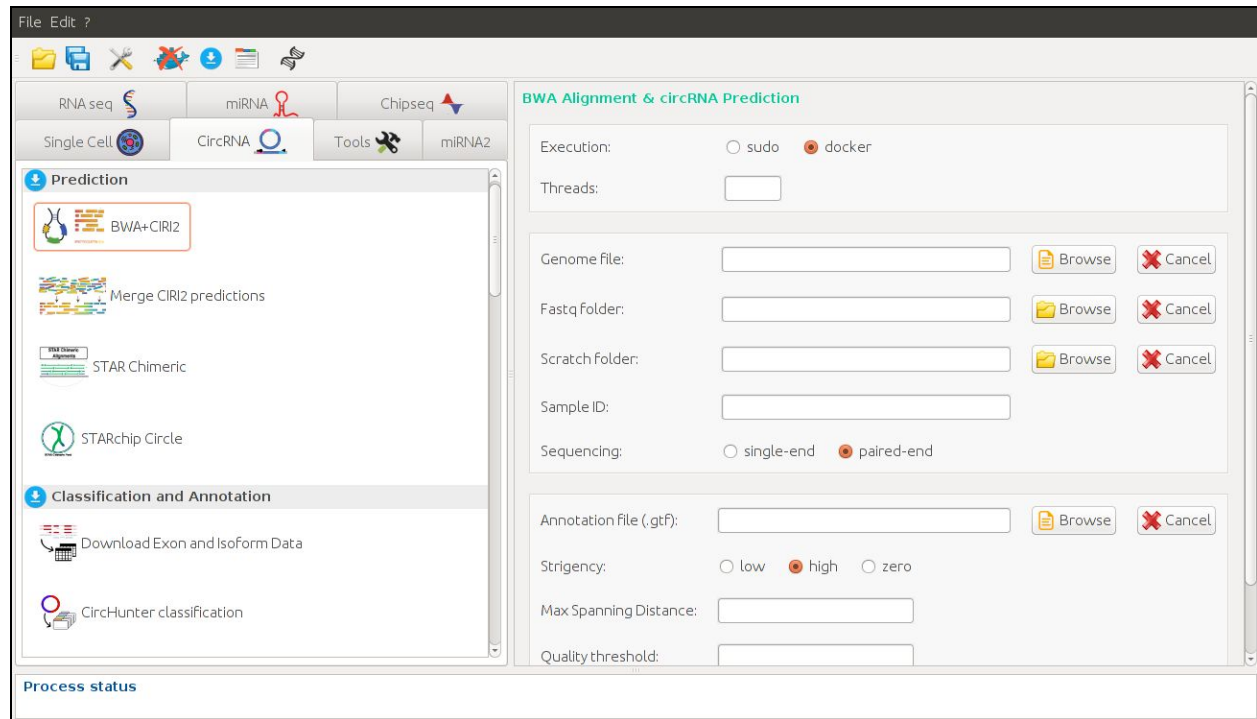 File Edit ?
RNA seq miRNA Chipseq
Single Cell CircRNA Tools miRNA2
Prediction
BWA+CIRI2
Merge CIRI2 predictions
STAR Chimeric Alignments
STAR Chimeric
STARchip Circle
Classification and Annotation
Download Exon and Isoform Data
CircHunter classification
BWA Alignment & circRNA Prediction
Execution: sudo docker
Threads:
Genome file: Browse Cancel
Fastq folder: Browse Cancel
Scratch folder: Browse Cancel
Sample ID:
Sequencing: single-end paired-end
Annotation file (.gtf): Browse Cancel
Strigency: low high zero
Max Spanning Distance:
Quality threshold:
Process status